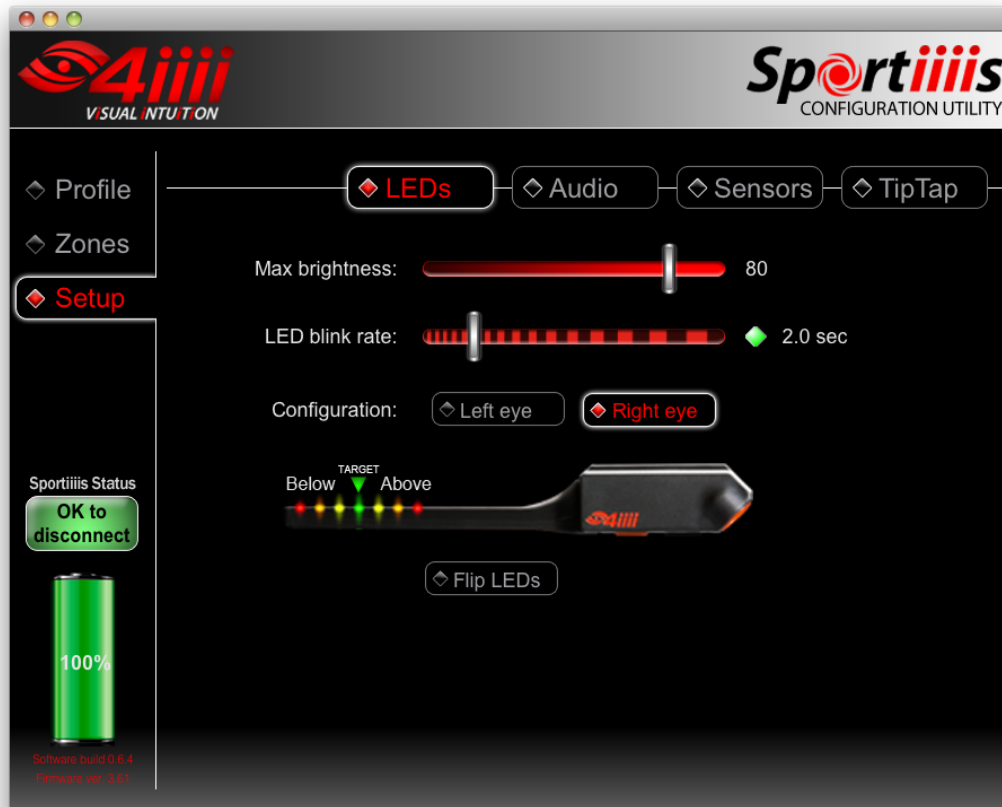 4iiii
VISUAL INTUITION
Sportiiiis
CONFIGURATION UTILITY
Profile
Zones
Setup
LEDs
Audio
Sensors
TipTap
Max brightness:
80
LED blink rate:
2.0 sec
Configuration:
Left eye
Right eye
TARGET
Below
Above
4iiii
Flip LEDs
Sportiiiis Status
OK to
disconnect
100%
Software build 0.6.4
Firmware ver. 3.61